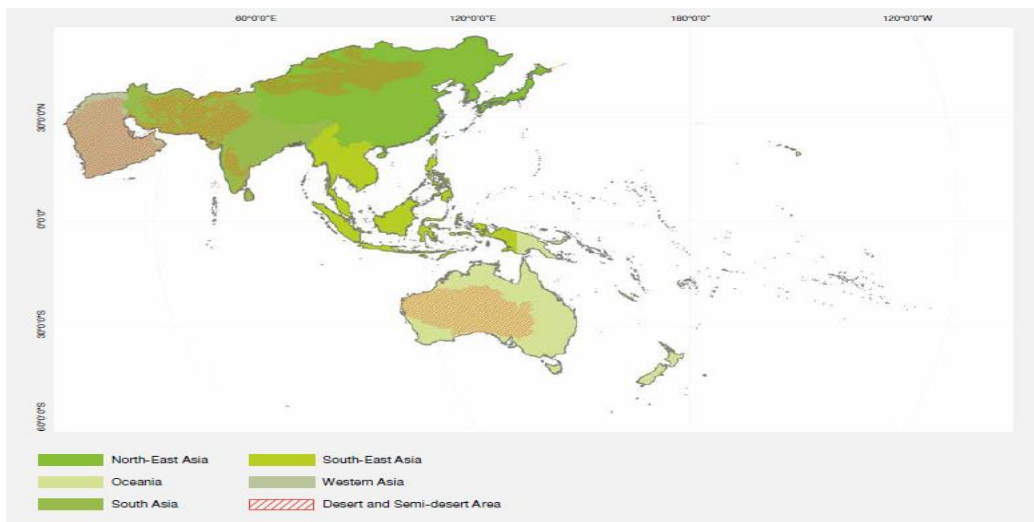 60°0'0"E 120°0'0"E 180°0'0" 120°0'0"W
30°0'0"N
0°0'0"
30°0'0"S
60°0'0"S
North-East Asia South-East Asia
Oceania Western Asia
South Asia Desert and Semi-desert Area